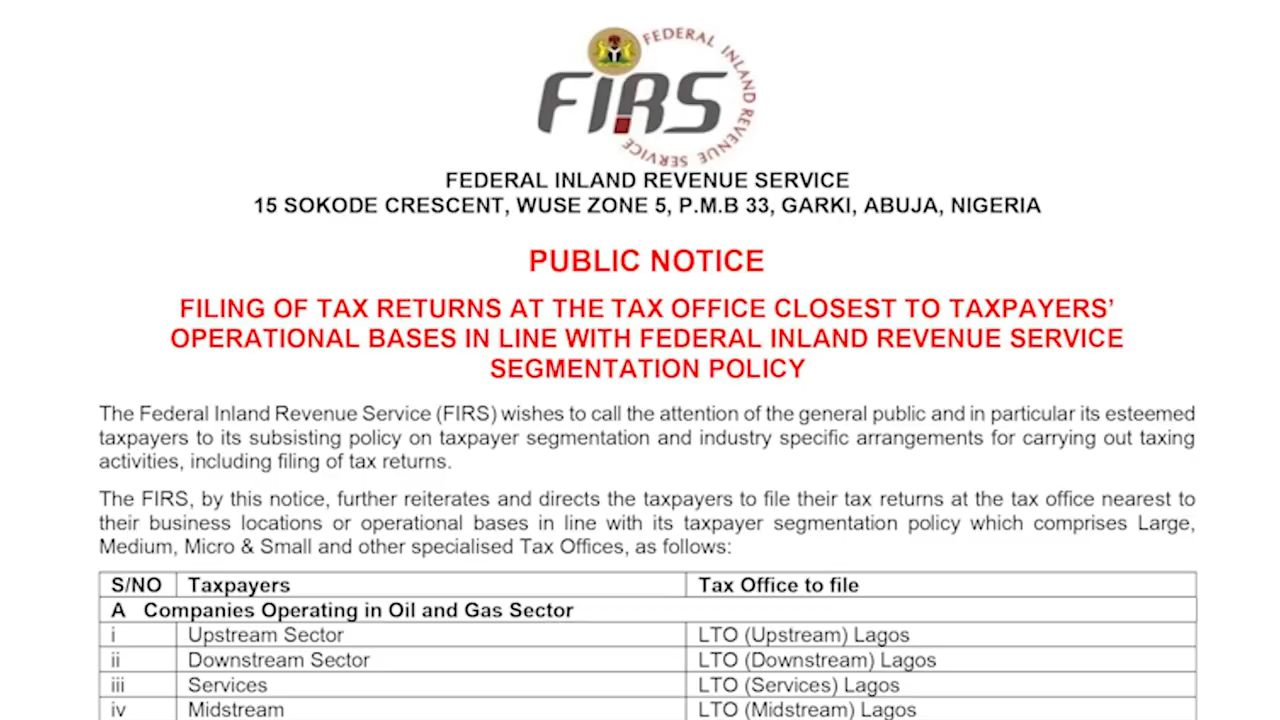 FEDERAL INLAND REVENUE SERVICE
FIRS
FEDERAL INLAND REVENUE SERVICE
15 SOKODE CRESCENT, WUSE ZONE 5, P.M.B 33, GARKI, ABUJA, NIGERIA
PUBLIC NOTICE
FILING OF TAX RETURNS AT THE TAX OFFICE CLOSEST TO TAXPAYERS’
OPERATIONAL BASES IN LINE WITH FEDERAL INLAND REVENUE SERVICE
SEGMENTATION POLICY
The Federal Inland Revenue Service (FIRS) wishes to call the attention of the general public and in particular its esteemed
taxpayers to its subsisting policy on taxpayer segmentation and industry specific arrangements for carrying out taxing
activities, including filing of tax returns.
The FIRS, by this notice, further reiterates and directs the taxpayers to file their tax returns at the tax office nearest to
their business locations or operational bases in line with its taxpayer segmentation policy which comprises Large,
Medium, Micro & Small and other specialised Tax Offices, as follows:
S/NO Taxpayers Tax Office to file
A Companies Operating in Oil and Gas Sector
i Upstream Sector LTO (Upstream) Lagos
ii Downstream Sector LTO (Downstream) Lagos
iii Services LTO (Services) Lagos
iv Midstream LTO (Midstream) Lagos